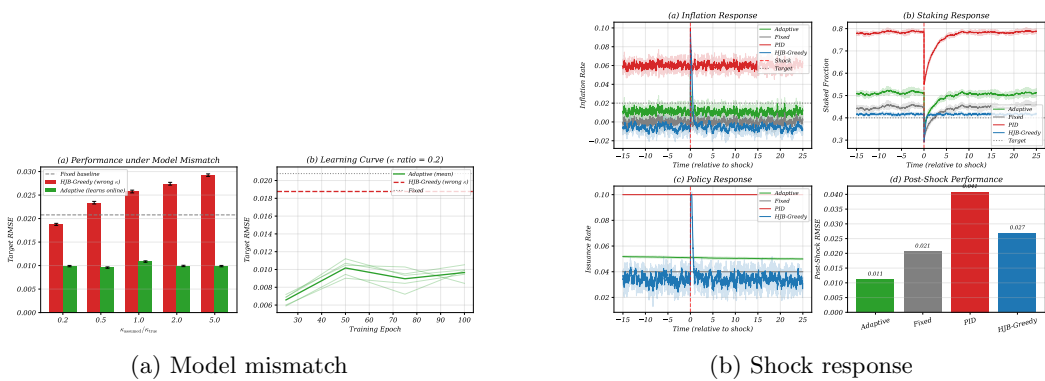 (a) Performance under Model Mismatch
Fixed baseline
HJB-Greedy (wrong κ)
Adaptive (learns online)
Target RMSE
0.030
0.025
0.020
0.015
0.010
0.005
0.000
0.2 0.5 1.0 2.0 5.0
κassumed/κtrue
(b) Learning Curve (κ ratio = 0.2)
Adaptive (mean)
HJB-Greedy (wrong κ)
Fixed
Target RMSE
0.020
0.018
0.016
0.014
0.012
0.010
0.008
0.006
30 40 50 60 70 80 90 100
Training Epoch
(a) Model mismatch
(a) Inflation Response
Adaptive
Fixed
PID
HJB-Greedy
Shock
Target
Inflation Rate
0.10
0.08
0.06
0.04
0.02
0.00
−0.02
−15 −10 −5 0 5 10 15 20 25
Time (relative to shock)
(b) Staking Response
Adaptive
Fixed
PID
HJB-Greedy
Target
Staked Fraction
0.8
0.7
0.6
0.5
0.4
0.3
−15 −10 −5 0 5 10 15 20 25
Time (relative to shock)
(c) Policy Response
Adaptive
Fixed
PID
HJB-Greedy
Issuance Rate
0.10
0.08
0.06
0.04
0.02
−15 −10 −5 0 5 10 15 20 25
Time (relative to shock)
(d) Post-Shock Performance
Post-Shock RMSE
0.040
0.035
0.030
0.025
0.020
0.015
0.010
0.005
0.000
0.011
0.021
0.041
0.027
Adaptive Fixed PID HJB-Greedy
(b) Shock response